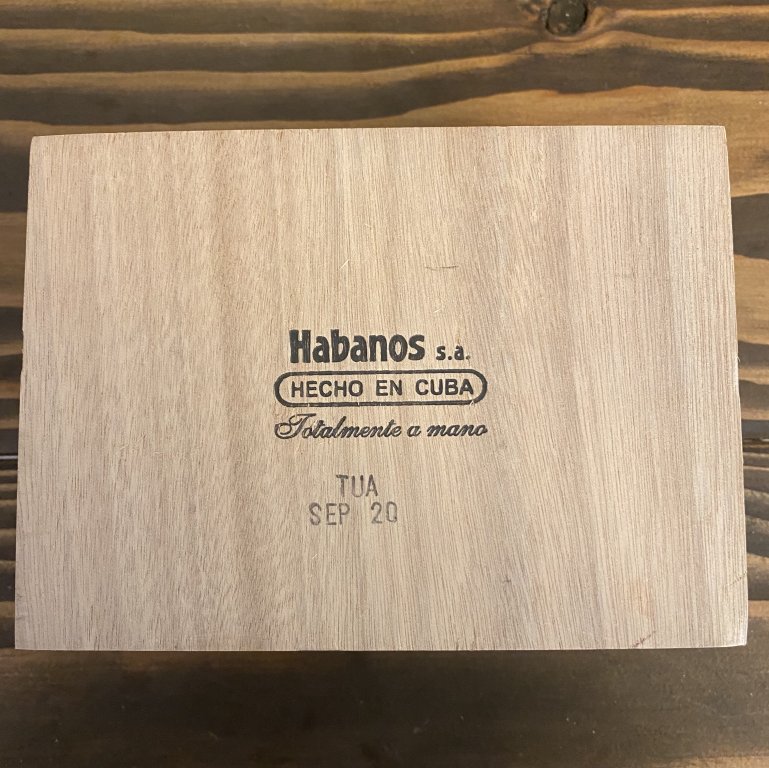 Habanos s.a.
HECHO EN CUBA
Totalmente a mano
TUA
SEP 20